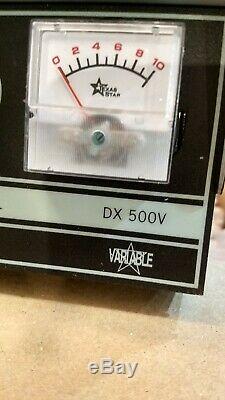 0 2 4 6 8 10
TEXAS
STAR
DX 500V
VARIABLE